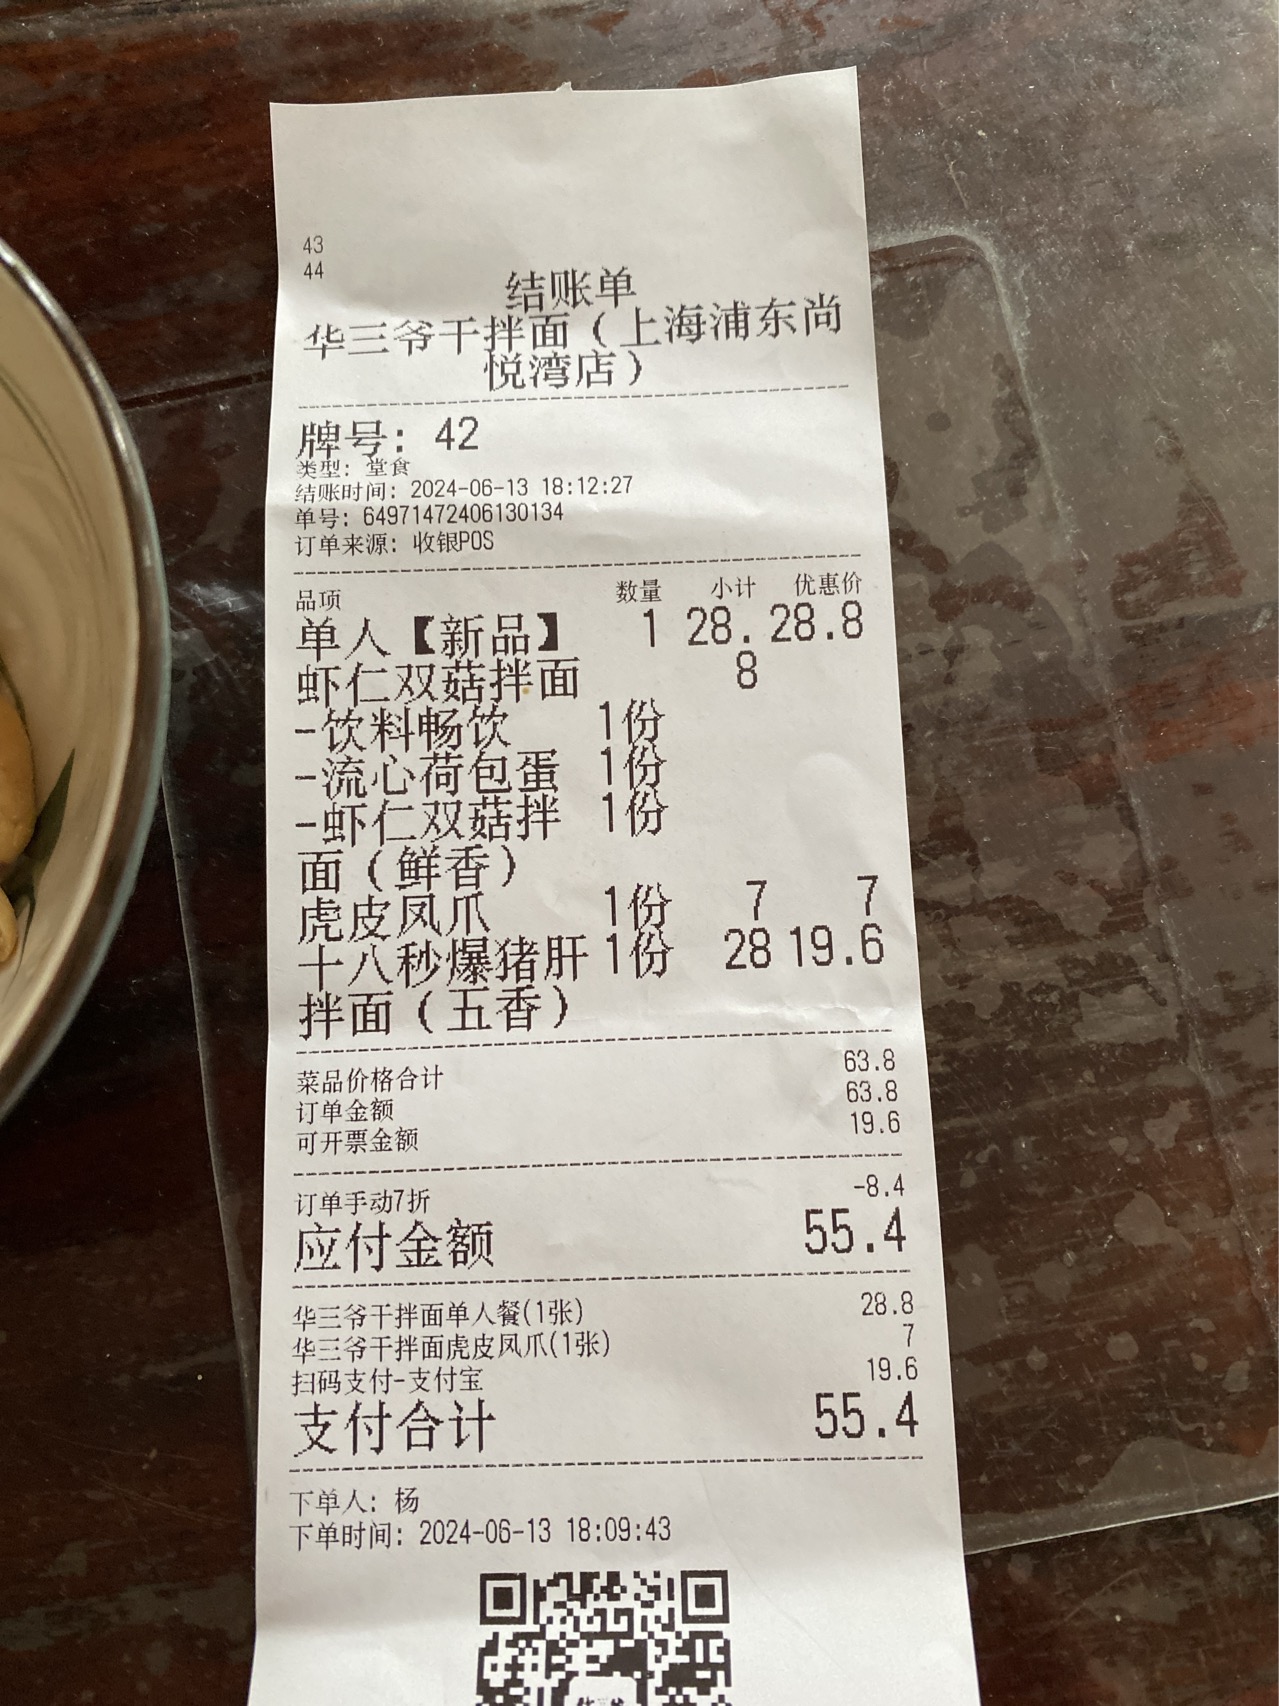 43
44
结账单
华三爷干拌面（上海浦东尚
悦湾店）
牌号：42
类型：堂食
结账时间：2024-06-13 18:12:27
单号：64971472406130134
订单来源：收银POS
品项 数量 小计 优惠价
单人【新品】 1 28. 28.8
虾仁双菇拌面 8
-饮料畅饮 1份
-流心荷包蛋 1份
-虾仁双菇拌 1份
面（鲜香）
虎皮凤爪 1份 7 7
十八秒爆猪肝 1份 28 19.6
拌面（五香）
菜品价格合计 63.8
订单金额 63.8
可开票金额 19.6
订单手动7折 -8.4
应付金额 55.4
华三爷干拌面单人餐(1张) 28.8
华三爷干拌面虎皮凤爪(1张) 7
扫码支付-支付宝 19.6
支付合计 55.4
下单人：杨
下单时间：2024-06-13 18:09:43